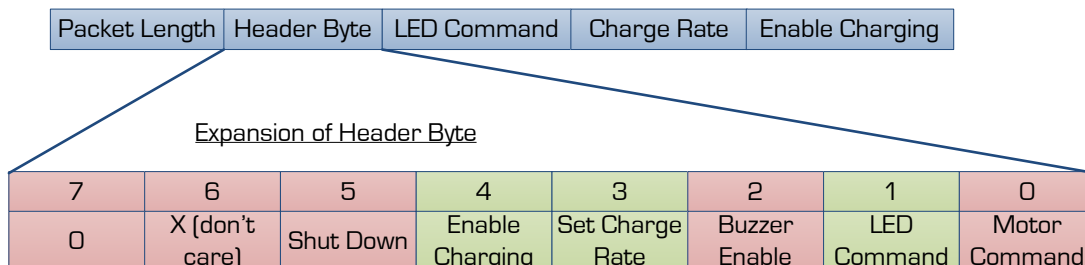 Packet Length Header Byte LED Command Charge Rate Enable Charging
Expansion of Header Byte
7 6 5 4 3 2 1 0
0 X (don't care) Shut Down Enable Charging Set Charge Rate Buzzer Enable LED Command Motor Command